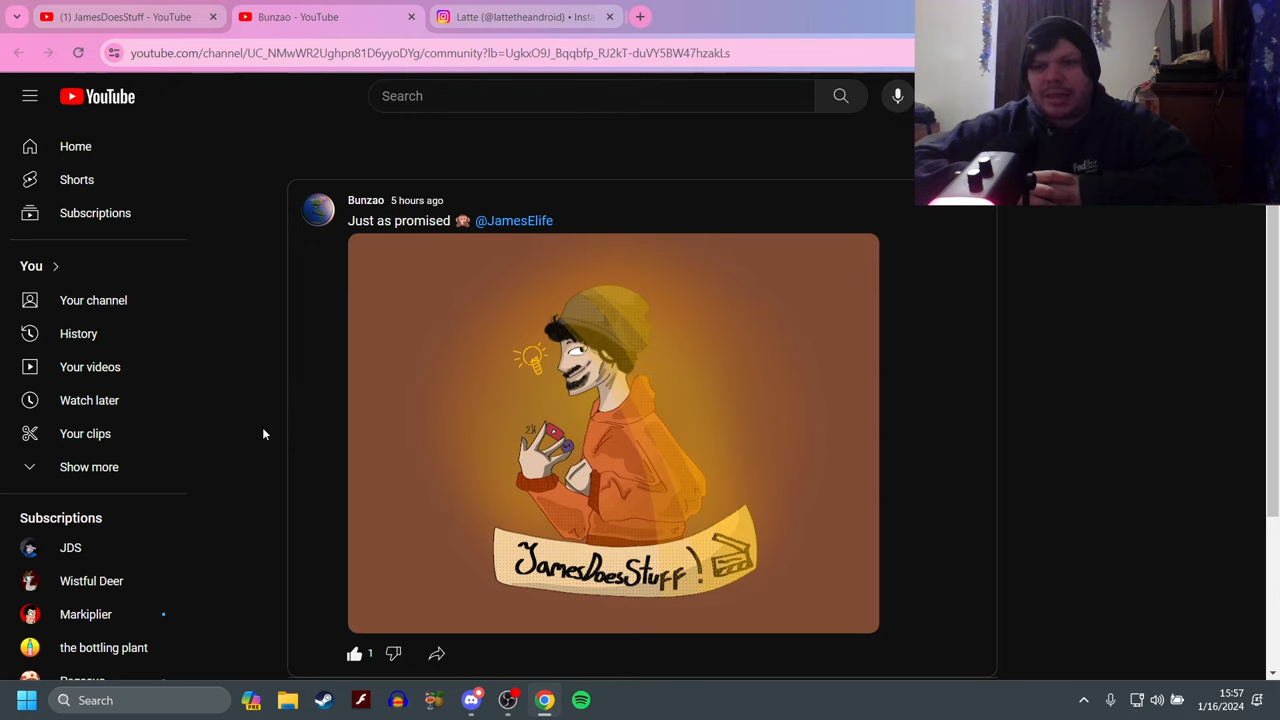 (1) JamesDoesStuff - YouTube
Bunzao - YouTube
Latte (@lattetheandroid) • Insta
youtube.com/channel/UC_NMwWR2Ughpn81D6yyoDYg/community?lb=UgkxO9J_Bqqbfp_RJ2kT-duVY5BW47hzakLs
YouTube
Search
Home
Shorts
Subscriptions
You
Your channel
History
Your videos
Watch later
Your clips
Show more
Subscriptions
JDS
Wistful Deer
Markiplier
the bottling plant
Bunzao 5 hours ago
Just as promised 🙊 @JamesElife
2k
JamesDoesStuff!
1
FedEx
Search
PRE
15:57
1/16/2024